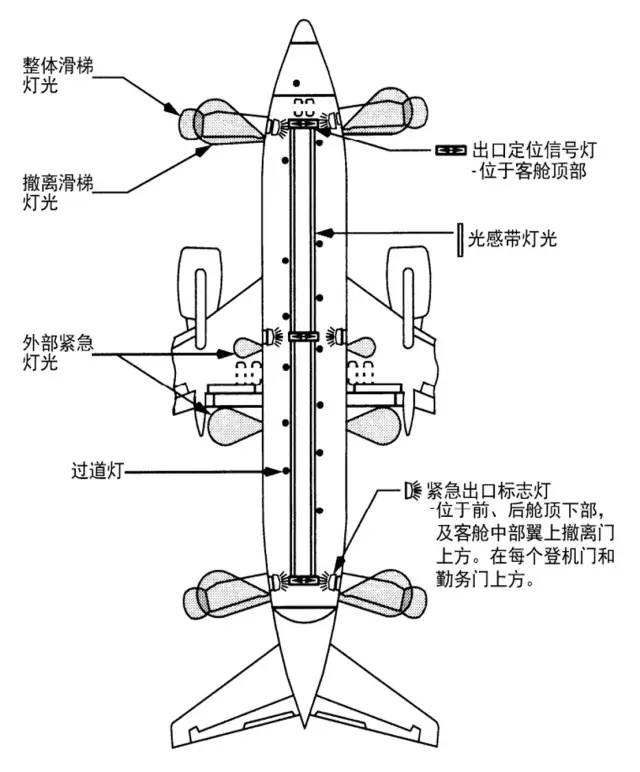 整体滑梯
灯光
撤离滑梯
灯光
出口定位信号灯
-位于客舱顶部
光感带灯光
外部紧急
灯光
过道灯
紧急出口标志灯
-位于前、后舱顶下部，
及客舱中部翼上撤离门
上方。在每个登机门和
勤务门上方。